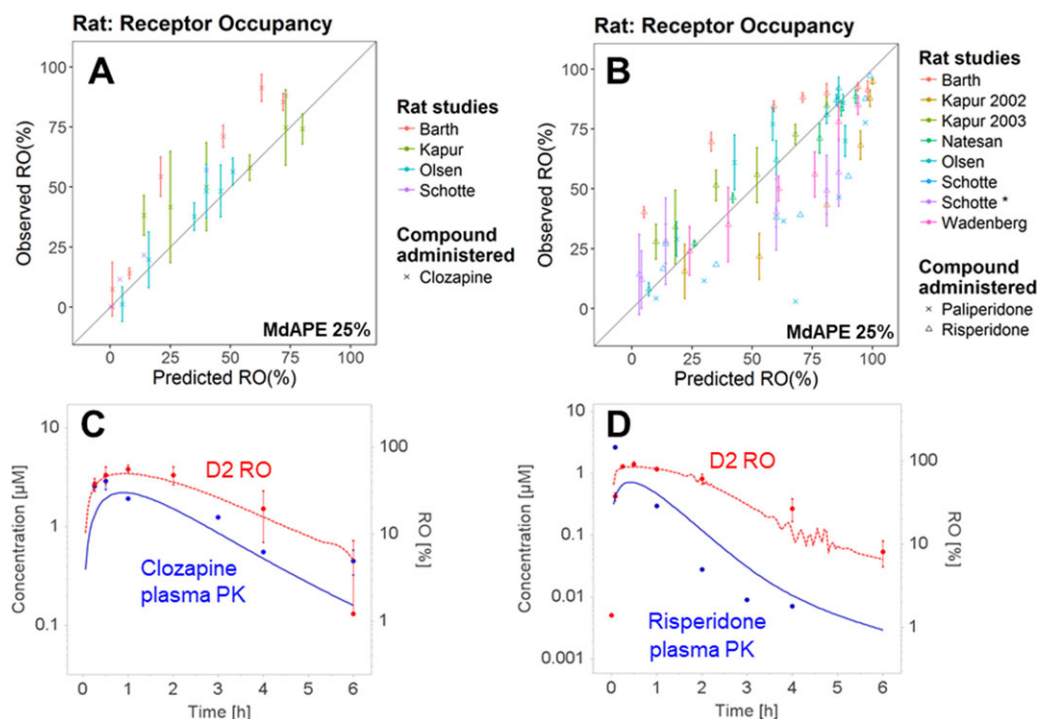 Rat: Receptor Occupancy
A
Observed RO(%)
100
75
50
25
0
0 25 50 75 100
Predicted RO(%)
MdAPE 25%
Rat studies
Barth
Kapur
Olsen
Schotte
Compound
administered
Clozapine
Rat: Receptor Occupancy
B
Observed RO(%)
100
75
50
25
0
0 25 50 75 100
Predicted RO(%)
MdAPE 25%
Rat studies
Barth
Kapur 2002
Kapur 2003
Natesan
Olsen
Schotte
Schotte *
Wadenberg
Compound
administered
Paliperidone
Risperidone
C
Concentration [µM]
10
1
0.1
D2 RO
Clozapine
plasma PK
100
10
1
RO [%]
0 1 2 3 4 6
Time [h]
D
Concentration [µM]
10
1
0.1
0.01
0.001
D2 RO
Risperidone
plasma PK
100
10
1
RO [%]
0 1 2 3 4 6
Time [h]